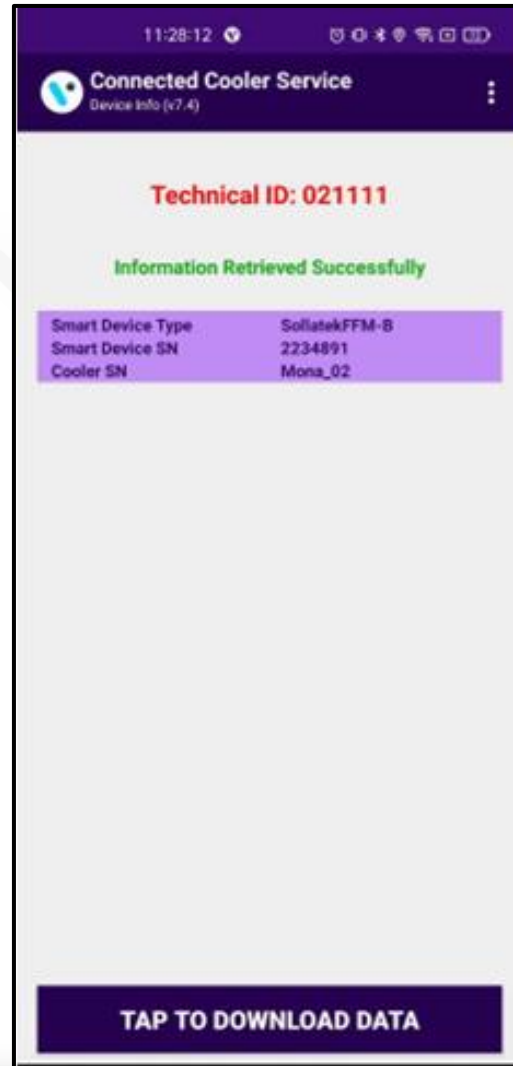 11:28:12
Connected Cooler Service
Device Info (v7.4)
Technical ID: 021111
Information Retrieved Successfully
Smart Device Type SollatekFFM-B
Smart Device SN 2234891
Cooler SN Mona_02
TAP TO DOWNLOAD DATA